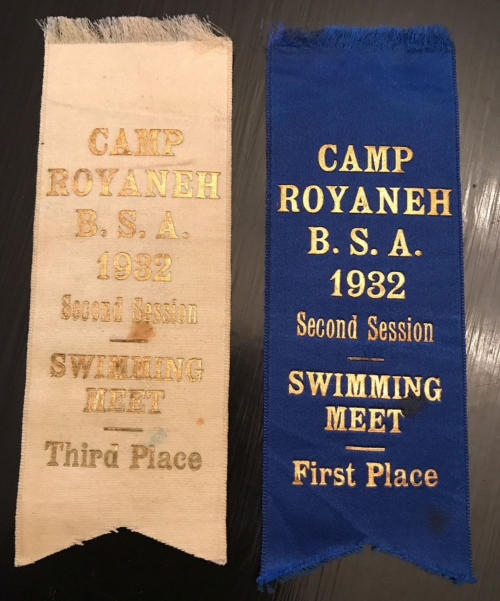 CAMP
ROYANEH
B. S. A.
1932
Second Session
SWIMMING
MEET
Third Place
CAMP
ROYANEH
B. S. A.
1932
Second Session
SWIMMING
MEET
First Place